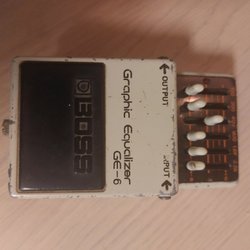 OUTPUT
INPUT
Graphic Equalizer
GE-6
BOSS